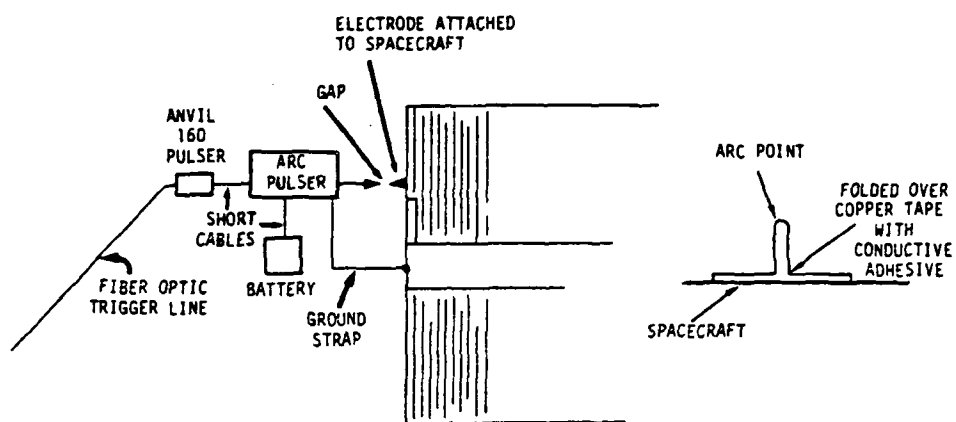 ELECTRODE ATTACHED
TO SPACECRAFT
GAP
ANVIL
160
PULSER
ARC
PULSER
SHORT
CABLES
BATTERY
FIBER OPTIC
TRIGGER LINE
GROUND
STRAP
ARC POINT
FOLDED OVER
COPPER TAPE
WITH
CONDUCTIVE
ADHESIVE
SPACECRAFT